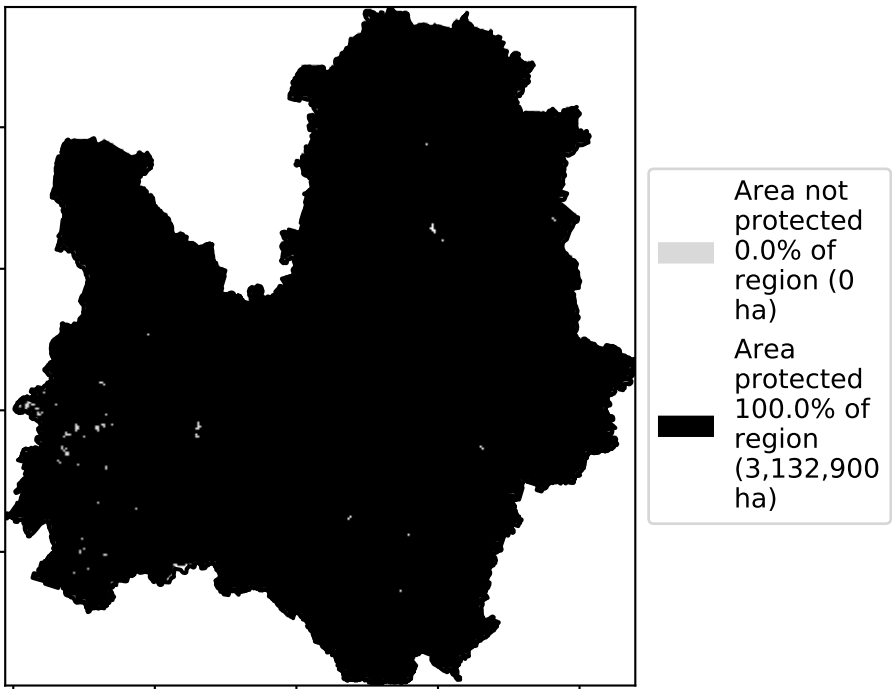 Area not
protected
0.0% of
region (0
ha)
Area
protected
100.0% of
region
(3,132,900
ha)